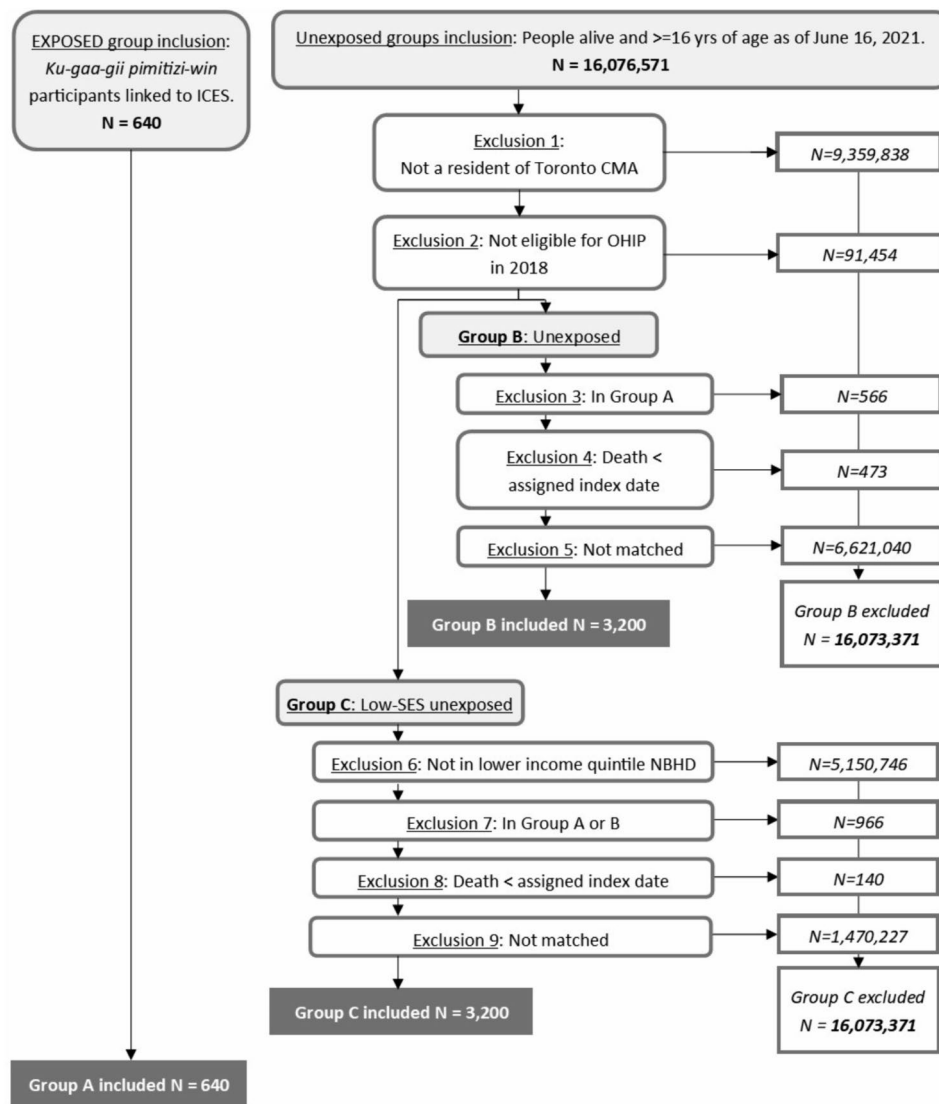 EXPOSED group inclusion:
Ku-gaa-gii pimitizi-win
participants linked to ICES.
N = 640
Unexposed groups inclusion: People alive and >=16 yrs of age as of June 16, 2021.
N = 16,076,571
Exclusion 1:
Not a resident of Toronto CMA
N=9,359,838
Exclusion 2: Not eligible for OHIP
in 2018
N=91,454
Group B: Unexposed
Exclusion 3: In Group A
N=566
Exclusion 4: Death <
assigned index date
N=473
Exclusion 5: Not matched
N=6,621,040
Group B included N = 3,200
Group B excluded
N = 16,073,371
Group C: Low-SES unexposed
Exclusion 6: Not in lower income quintile NBHD
N=5,150,746
Exclusion 7: In Group A or B
N=966
Exclusion 8: Death < assigned index date
N=140
Exclusion 9: Not matched
N=1,470,227
Group C included N = 3,200
Group C excluded
N = 16,073,371
Group A included N = 640